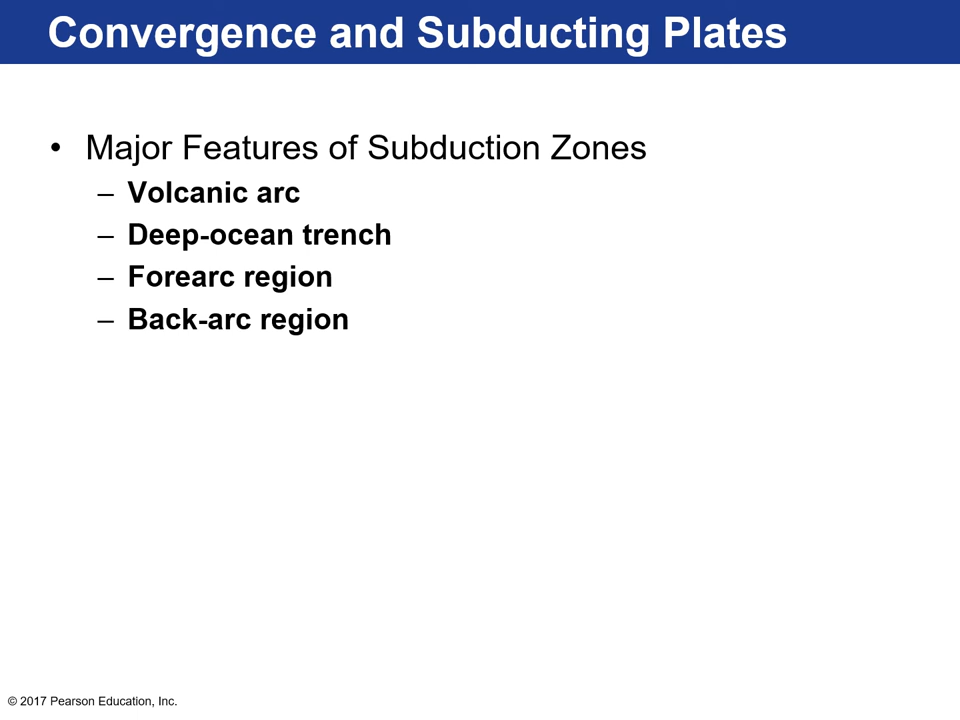 Convergence and Subducting Plates
• Major Features of Subduction Zones
– Volcanic arc
– Deep-ocean trench
– Forearc region
– Back-arc region
© 2017 Pearson Education, Inc.